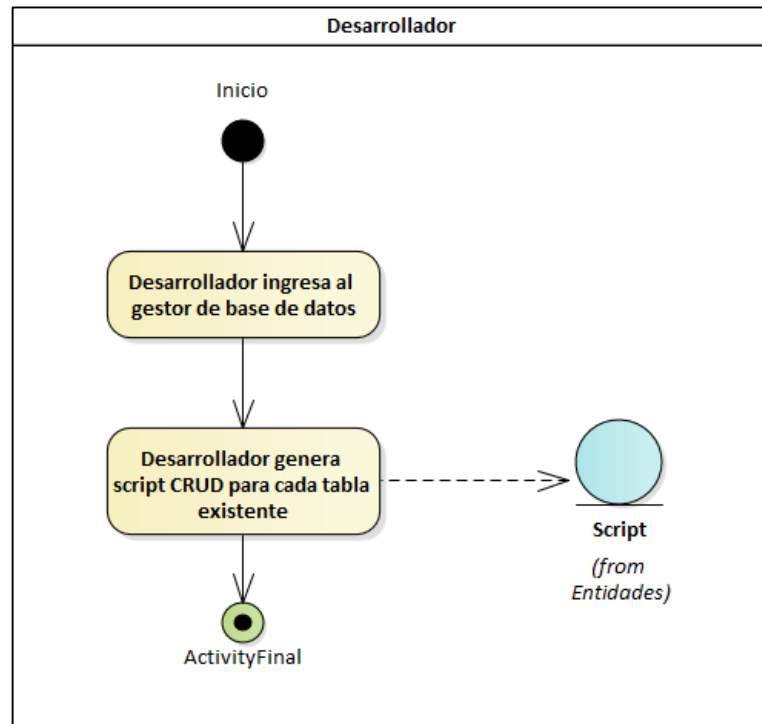 Desarrollador
Inicio
Desarrollador ingresa al
gestor de base de datos
Desarrollador genera
script CRUD para cada tabla
existente
Script
(from
Entidades)
ActivityFinal